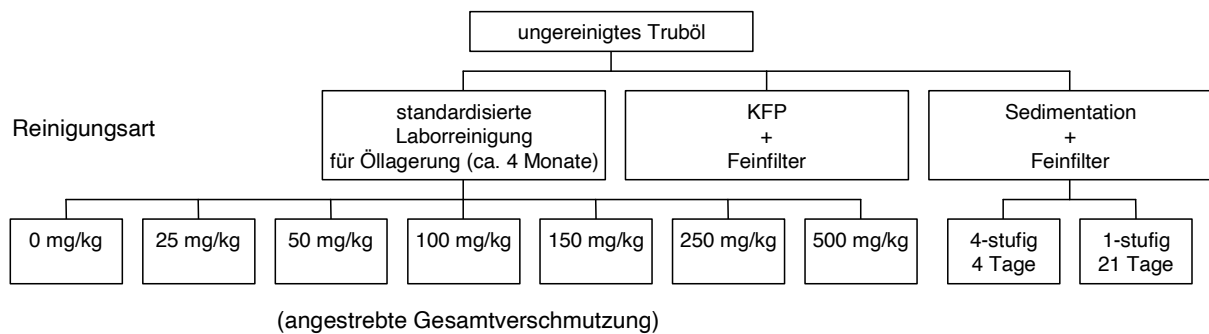 ungereinigtes Truböl
Reinigungsart
standardisierte
Laborreinigung
für Öllagerung (ca. 4 Monate)
KFP
+
Feinfilter
Sedimentation
+
Feinfilter
0 mg/kg
25 mg/kg
50 mg/kg
100 mg/kg
150 mg/kg
250 mg/kg
500 mg/kg
4-stufig
4 Tage
1-stufig
21 Tage
(angestrebte Gesamtverschmutzung)